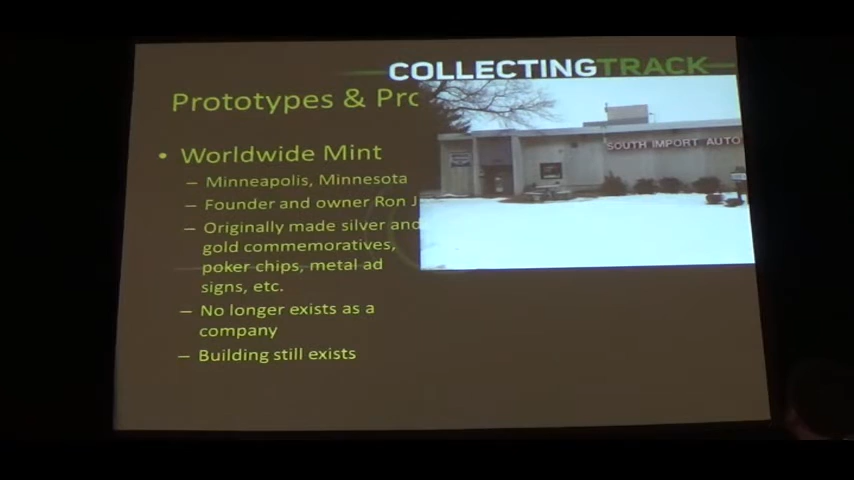 COLLECTINGTRACK
Prototypes & Pro
• Worldwide Mint
– Minneapolis, Minnesota
– Founder and owner Ron J
– Originally made silver and
gold commemoratives,
poker chips, metal ad
signs, etc.
– No longer exists as a
company
– Building still exists
SOUTH IMPORT AUTO